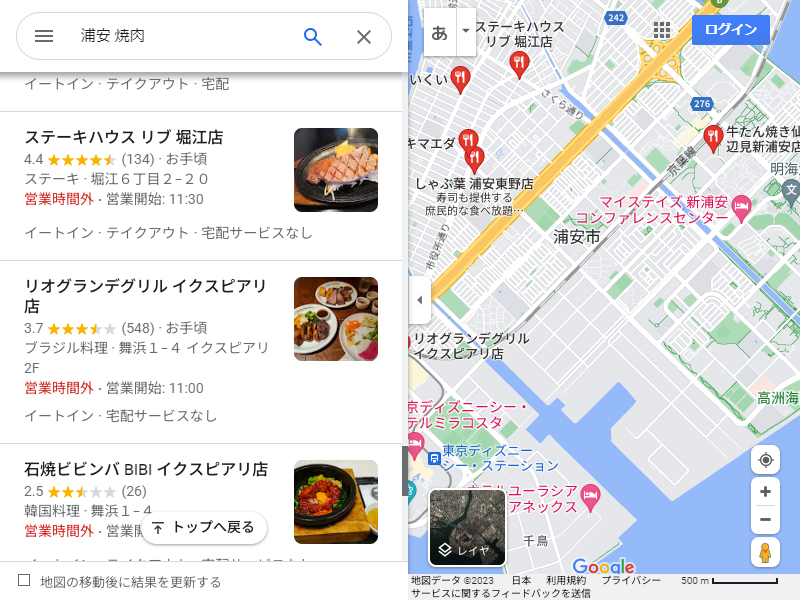 浦安 焼肉
イートイン · テイクアウト · 宅配
ステーキハウス リブ 堀江店
4.4 (134) · お手頃
ステーキ · 堀江６丁目２−２０
営業時間外 · 営業開始: 11:30
イートイン · テイクアウト · 宅配サービスなし
リオグランデグリル イクスピアリ
店
3.7 (548) · お手頃
ブラジル料理 · 舞浜１−４ イクスピアリ
2F
営業時間外 · 営業開始: 11:00
イートイン · 宅配サービスなし
石焼ビビンバ BIBI イクスピアリ店
2.5 (26)
韓国料理 · 舞浜１−４
営業時間外 · 営業開
トップへ戻る
地図の移動後に結果を更新する
あ
ログイン
242
276
ステーキハウス
リブ 堀江店
いくい
さくら通り
キマエダ
牛たん焼き仙
辺見新浦安店
京葉線
明海大
文
しゃぶ葉 浦安東野店
寿司も提供する
庶民的な食べ放題…
マイステイズ 新浦安
コンファレンスセンター
浦安市
市役所通り
リオグランデグリル
イクスピアリ店
高洲海
京ディズニーシー・
テルミラコスタ
東京ディズニー
シー・ステーション
ホテルユーラシア
アネックス
千鳥
レイヤ
Google
地図データ ©2023 日本 利用規約 プライバシー 500 m
サービスに関するフィードバックを送信